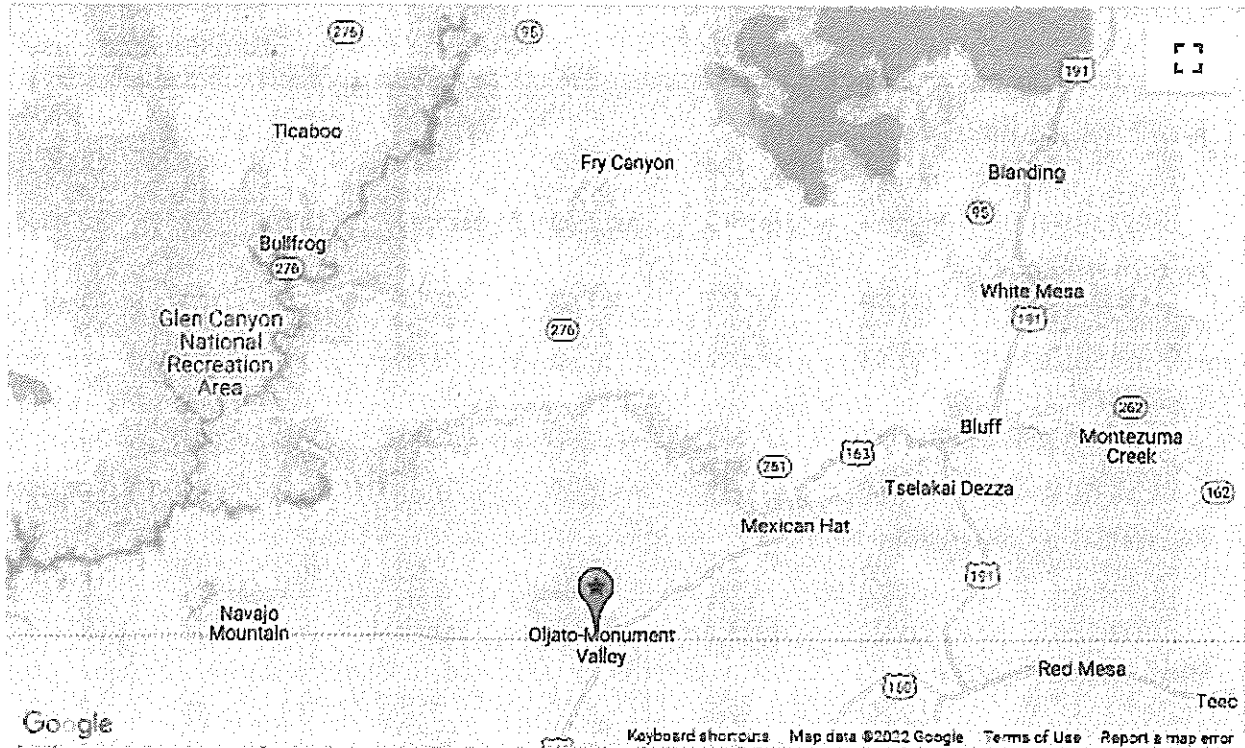 276
95
191
Ticaboo
Fry Canyon
Blanding
95
Bullfrog
276
White Mesa
191
Glen Canyon
National
Recreation
Area
276
262
Bluff
Montezuma
Creek
163
261
Tselakai Dezza
162
Mexican Hat
191
Navajo
Mountain
Oljato-Monument
Valley
Red Mesa
160
Teec
Google
Keyboard shortcuts Map data ©2022 Google Terms of Use Report a map error